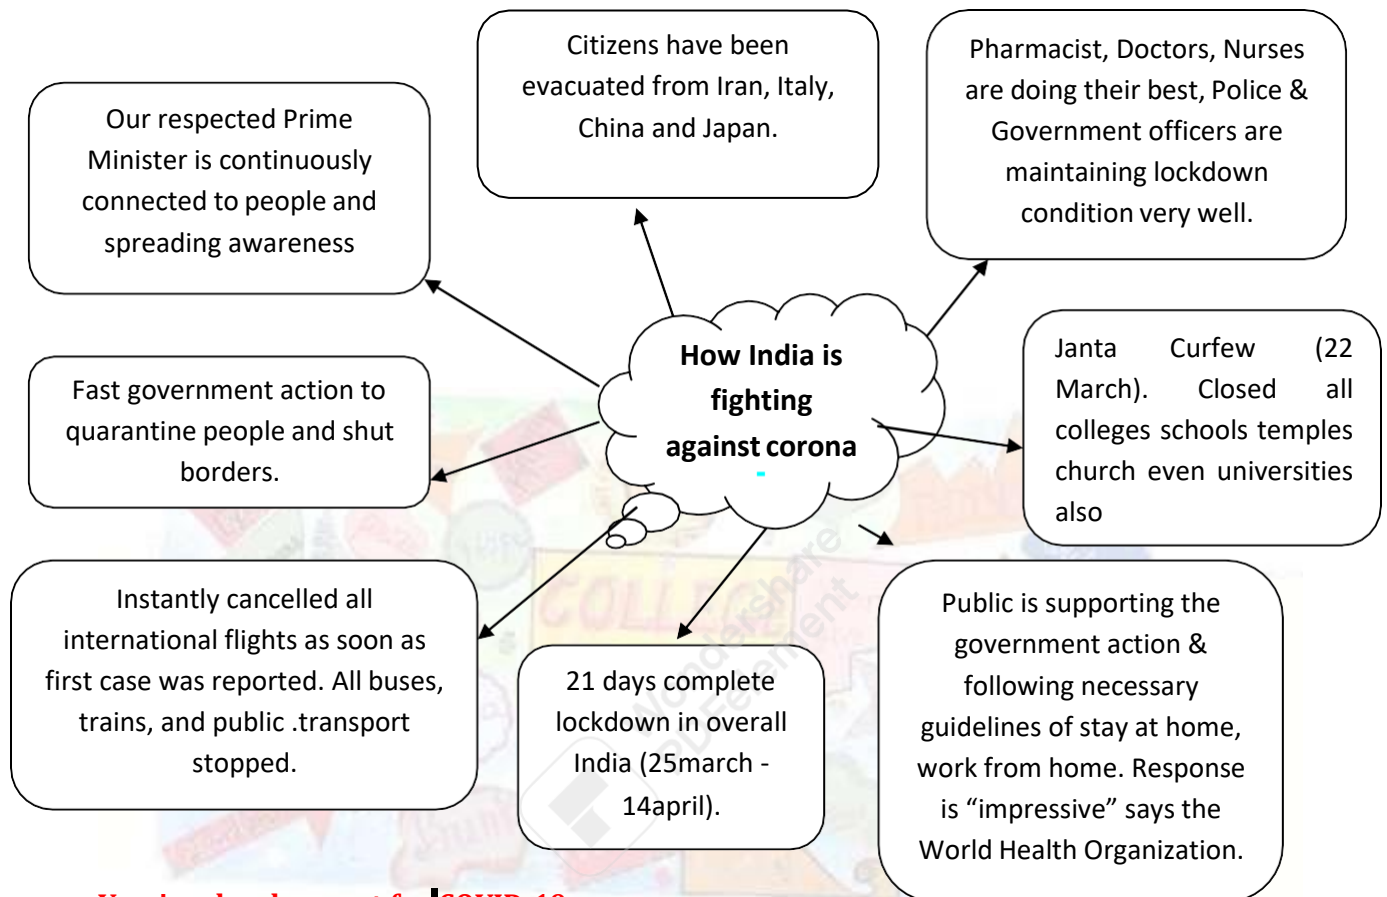 Citizens have been
evacuated from Iran, Italy,
China and Japan.
Pharmacist, Doctors, Nurses
are doing their best, Police &
Government officers are
maintaining lockdown
condition very well.
Our respected Prime
Minister is continuously
connected to people and
spreading awareness
How India is
fighting
against corona
-
Janta Curfew (22
March). Closed all
colleges schools temples
church even universities
also
Fast government action to
quarantine people and shut
borders.
Instantly cancelled all
international flights as soon as
first case was reported. All buses,
trains, and public .transport
stopped.
21 days complete
lockdown in overall
India (25march -
14april).
Public is supporting the
government action &
following necessary
guidelines of stay at home,
work from home. Response
is “impressive” says the
World Health Organization.
COLLEGE
Wondershare
PDFelement